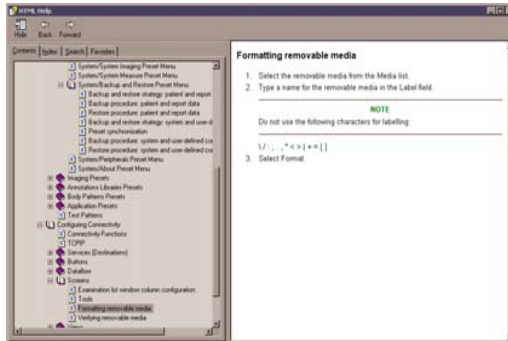 HTML Help
Hide Back Forward
Contents Index Search Favorites
System/System Imaging Preset Menu
System/System Measure Preset Menu
System/Backup and Restore Preset Menu
Backup and restore strategy: patient and report
Backup procedure: patient and report data
Restore procedure: patient and report data
Backup and restore strategy: system and user-d
Preset synchronization
Backup procedure: system and user-defined co
Restore procedure: system and user-defined co
System/Peripherals Preset Menu
System/About Preset Menu
Imaging Presets
Annotations Libraries Presets
Body Patterns Presets
Application Presets
Test Patterns
Configuring Connectivity
Connectivity Functions
TCPIP
Services (Destinations)
Buttons
Dataflow
Screens
Examination list window column configuration
Tools
Formatting removable media
Verifying removable media
Views
Formatting removable media
1. Select the removable media from the Media list.
2. Type a name for the removable media in the Label field.
NOTE
Do not use the following characters for labelling:
\ / : ; . , * < > | + = [ ]
3. Select Format.